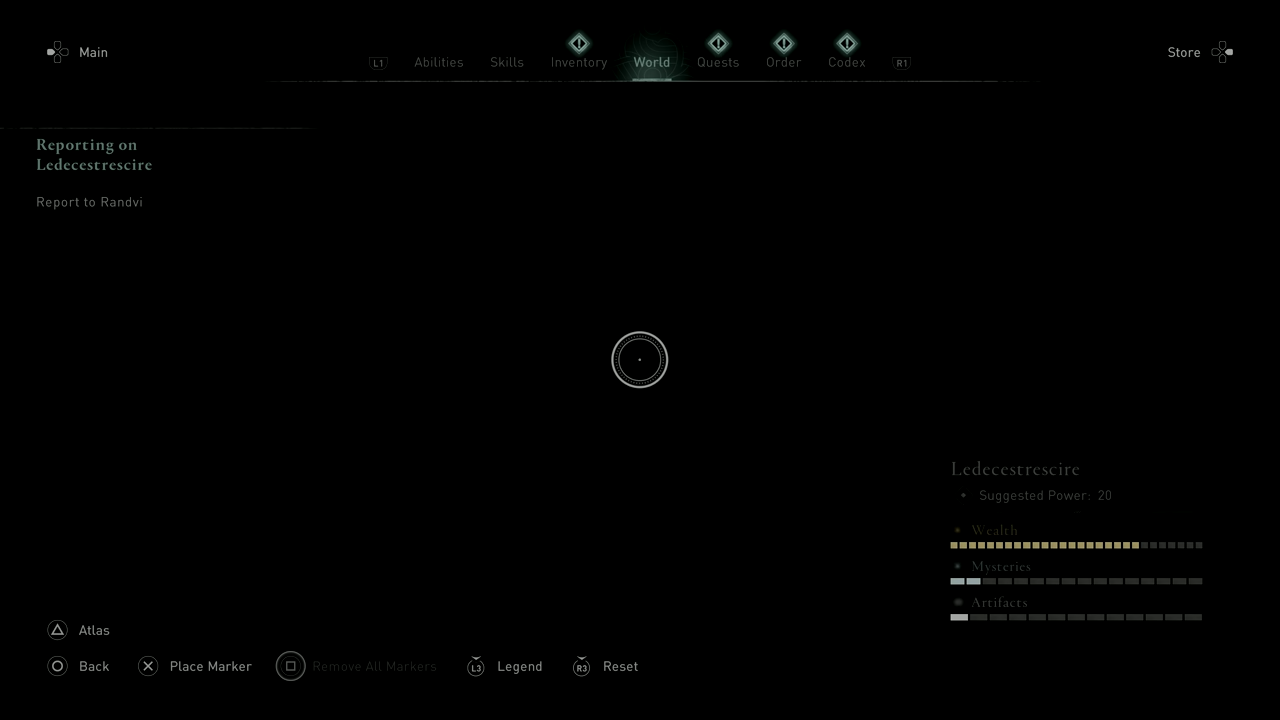 Main
L1 Abilities Skills Inventory World Quests Order Codex R1
Store
Reporting on
Ledecestrescire
Report to Randvi
Ledecestrescire
Suggested Power: 20
Wealth
Mysteries
Artifacts
Atlas
Back Place Marker Remove All Markers L3 Legend R3 Reset